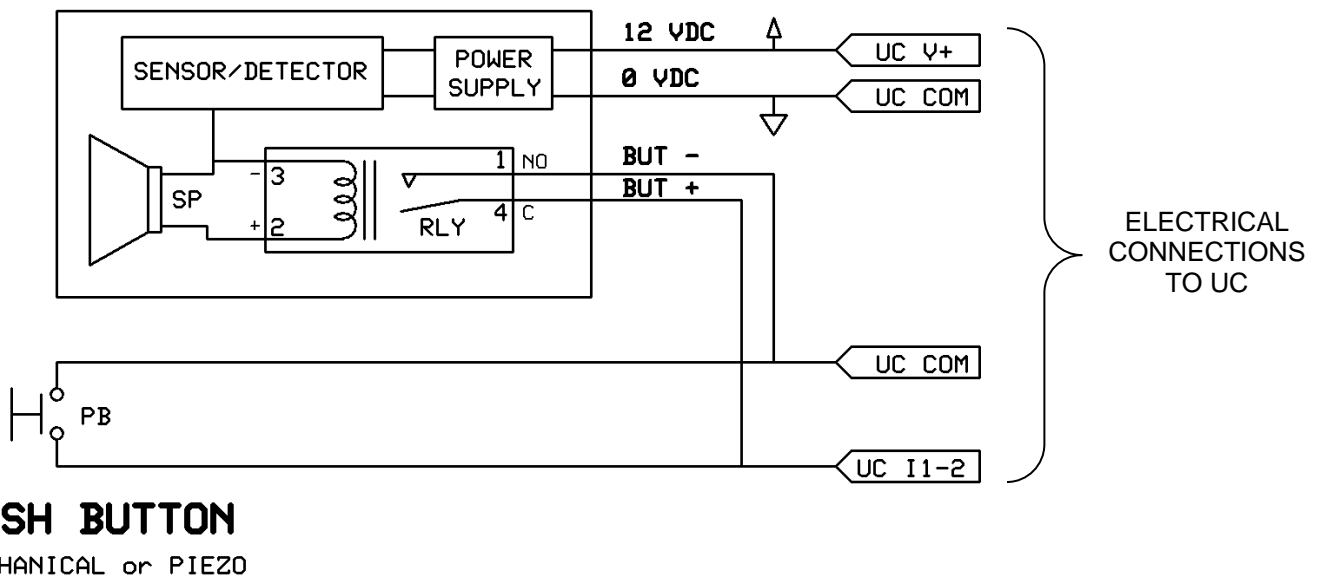 12 VDC
UC V+
SENSOR/DETECTOR
POWER
SUPPLY
0 VDC
UC COM
BUT -
1 NO
- 3
BUT +
SP
4 C
+ 2
RLY
ELECTRICAL
CONNECTIONS
TO UC
UC COM
PB
UC I1-2
SH BUTTON
HANICAL or PIEZO